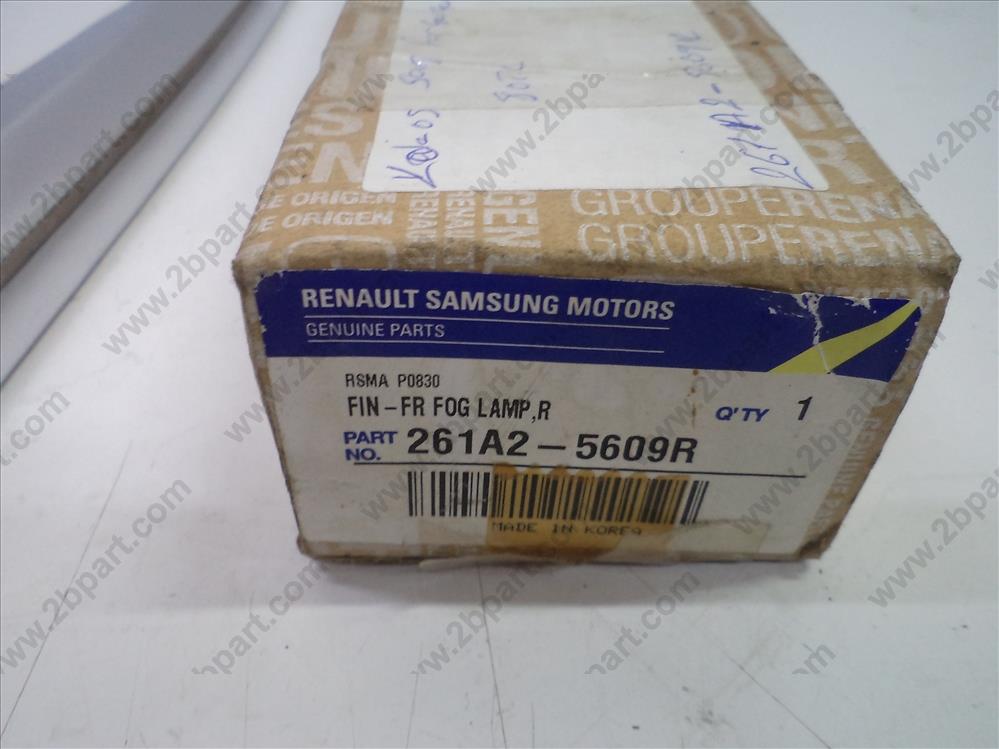 GROUPERENA
GROUPERENA
DE ORIGEN
RENAULT SAMSUNG MOTORS
GENUINE PARTS
RSMA P0830
FIN-FR FOG LAMP,R
Q'TY 1
PART NO. 261A2-5609R
MADE IN KOREA
www.2bpart.com